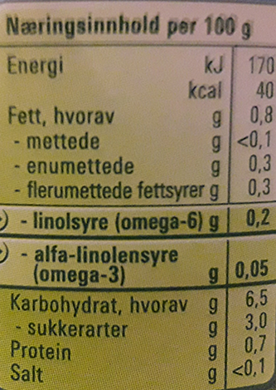 Næringsinnhold per 100 g
Energi kJ 170
kcal 40
Fett, hvorav g 0,8
- mettede g <0,1
- enumettede g 0,3
- flerumettede fettsyrer g 0,3
- linolsyre (omega-6) g 0,2
- alfa-linolensyre
(omega-3) g 0,05
Karbohydrat, hvorav g 6,5
- sukkerarter g 3,0
Protein g 0,7
Salt g <0,1